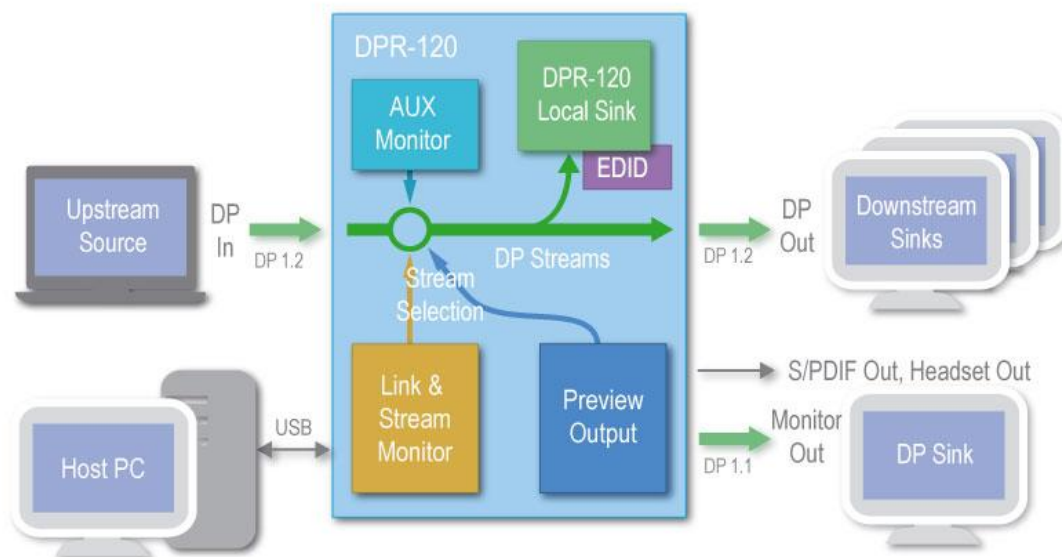 DPR-120
AUX
Monitor
DPR-120
Local Sink
EDID
Upstream
Source
DP
In
DP 1.2
DP Streams
Stream
Selection
DP 1.2
DP
Out
Downstream
Sinks
Link &
Stream
Monitor
Preview
Output
Host PC
USB
S/PDIF Out, Headset Out
Monitor
Out
DP 1.1
DP Sink